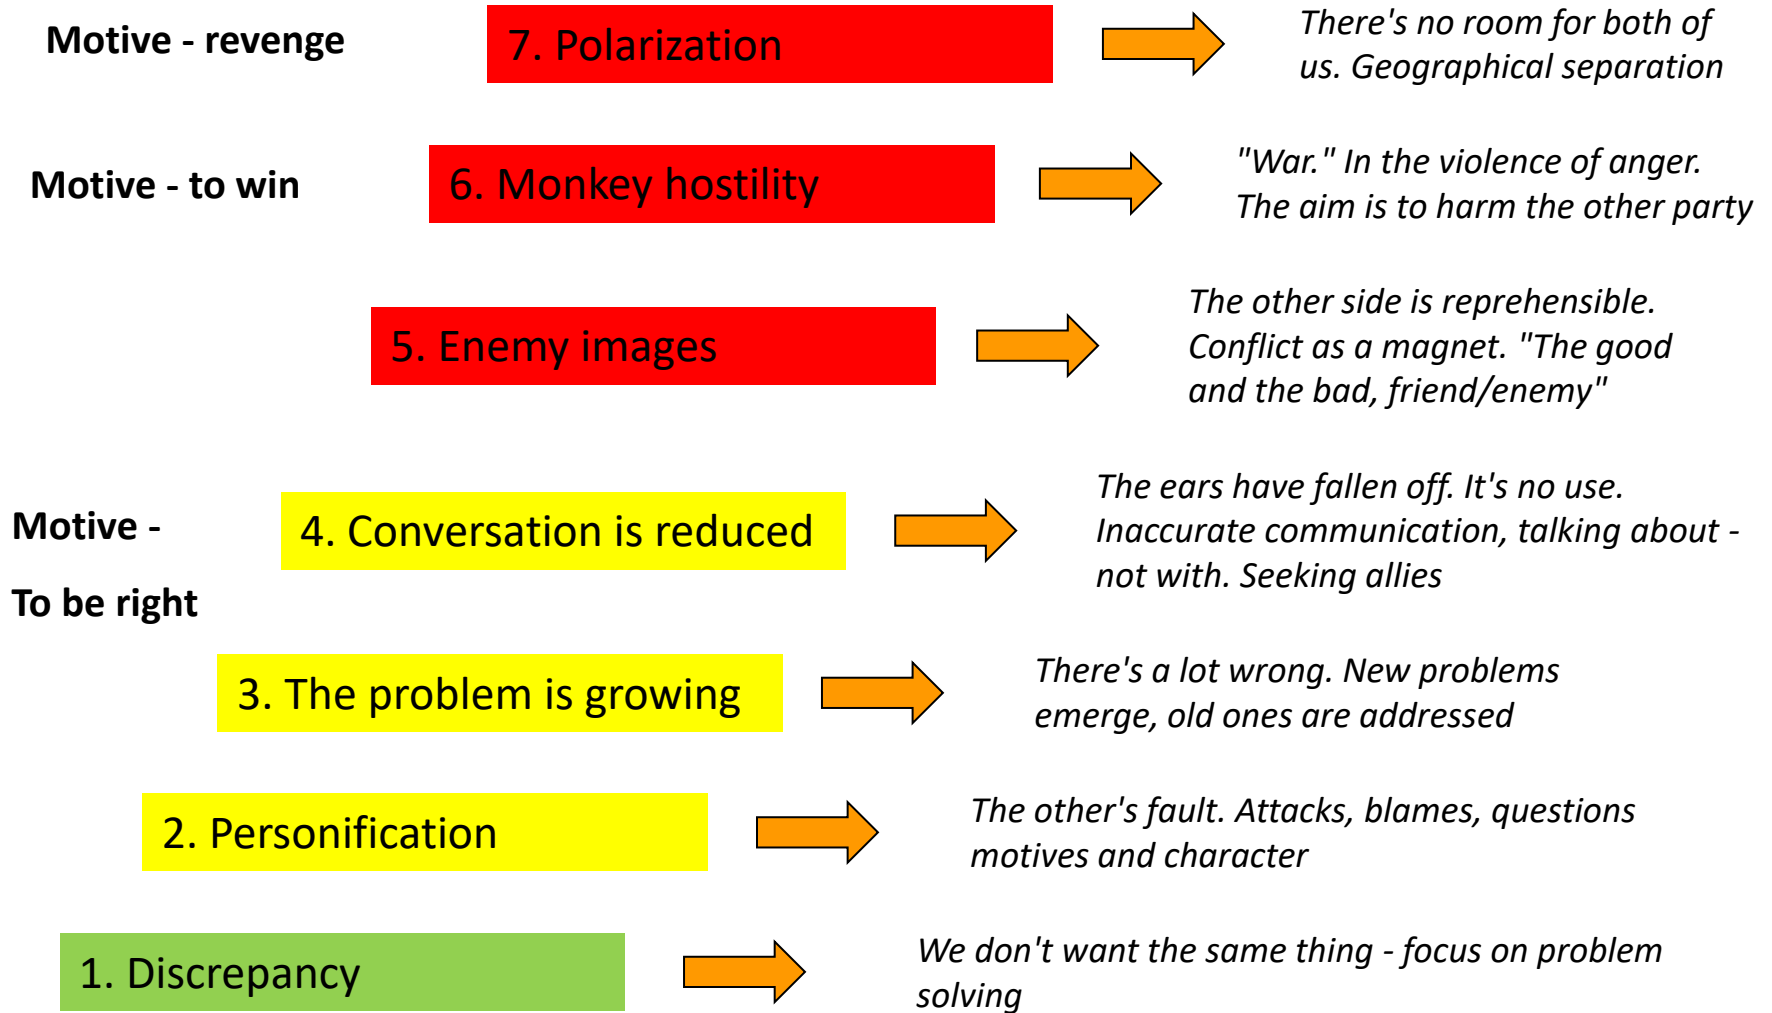 Motive - revenge
7. Polarization
There's no room for both of
us. Geographical separation
Motive - to win
6. Monkey hostility
"War." In the violence of anger.
The aim is to harm the other party
5. Enemy images
The other side is reprehensible.
Conflict as a magnet. "The good
and the bad, friend/enemy"
Motive -
To be right
4. Conversation is reduced
The ears have fallen off. It's no use.
Inaccurate communication, talking about -
not with. Seeking allies
3. The problem is growing
There's a lot wrong. New problems
emerge, old ones are addressed
2. Personification
The other's fault. Attacks, blames, questions
motives and character
1. Discrepancy
We don't want the same thing - focus on problem
solving